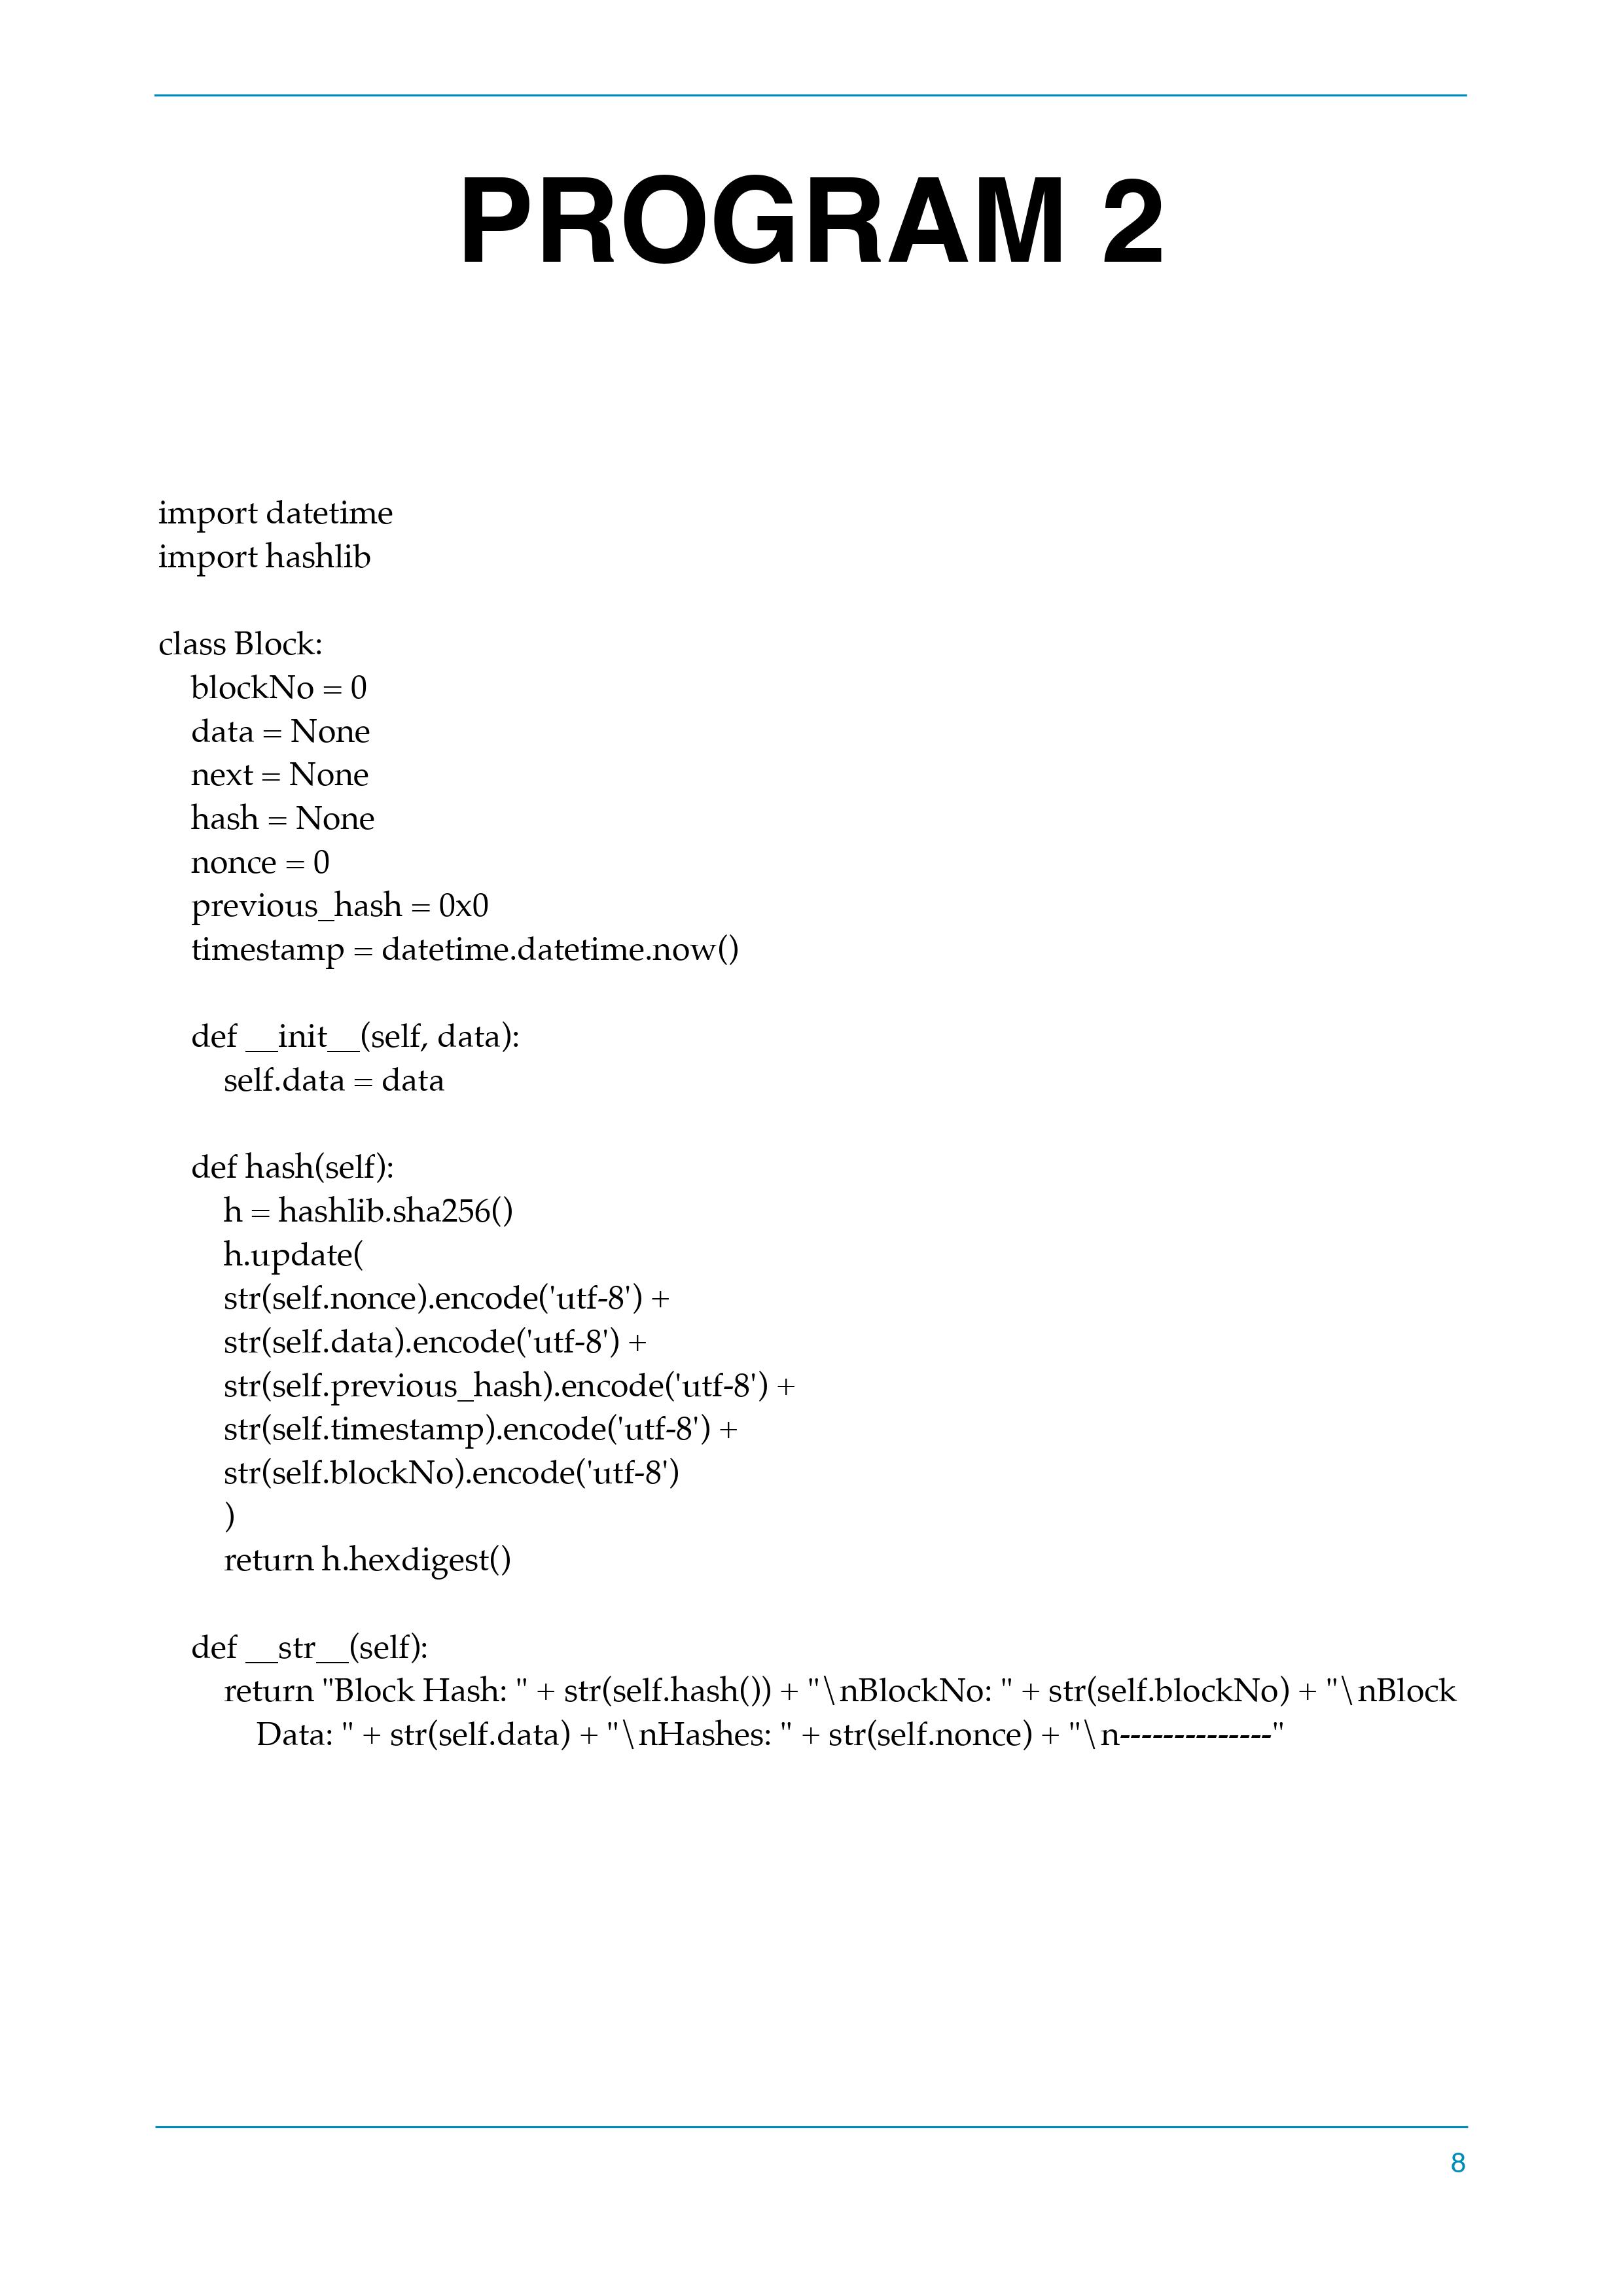 PROGRAM 2
import datetime
import hashlib
class Block:
    blockNo = 0
    data = None
    next = None
    hash = None
    nonce = 0
    previous_hash = 0x0
    timestamp = datetime.datetime.now()
    def __init__(self, data):
        self.data = data
    def hash(self):
        h = hashlib.sha256()
        h.update(
        str(self.nonce).encode('utf-8') +
        str(self.data).encode('utf-8') +
        str(self.previous_hash).encode('utf-8') +
        str(self.timestamp).encode('utf-8') +
        str(self.blockNo).encode('utf-8')
        )
        return h.hexdigest()
    def __str__(self):
        return "Block Hash: " + str(self.hash()) + "\nBlockNo: " + str(self.blockNo) + "\nBlock
            Data: " + str(self.data) + "\nHashes: " + str(self.nonce) + "\n--------------"
8